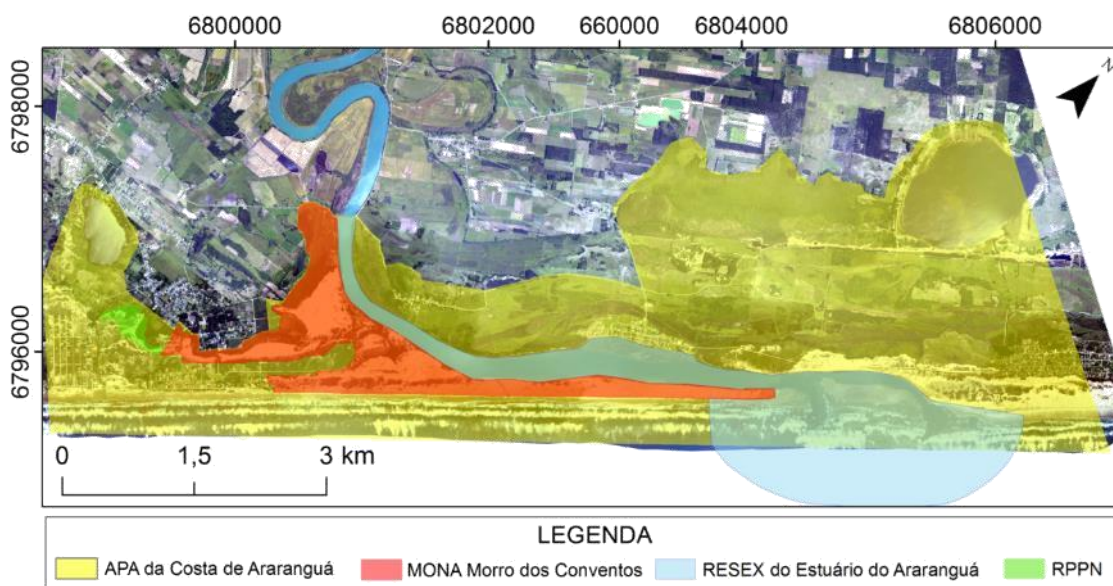 6800000 6802000 660000 6804000 6806000
6798000
6796000
N
0 1,5 3 km
LEGENDA
APA da Costa de Araranguá MONA Morro dos Conventos RESEX do Estuário do Araranguá RPPN